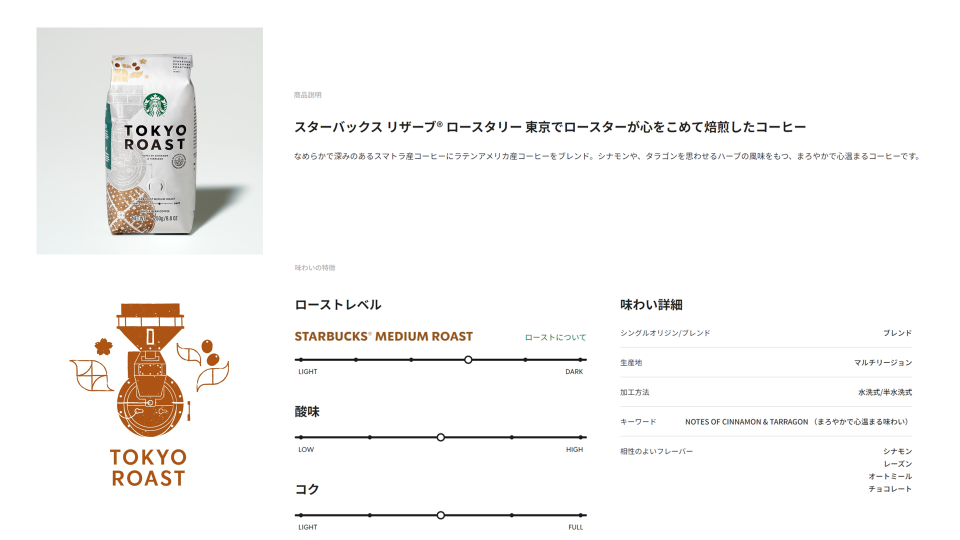 TOKYO
ROAST
商品説明
スターバックス リザーブ® ロースタリー 東京でロースターが心をこめて焙煎したコーヒー
なめらかで深みのあるスマトラ産コーヒーにラテンアメリカ産コーヒーをブレンド。シナモンや、タラゴンを思わせるハーブの風味をもつ、まろやかで心温まるコーヒーです。
味わいの特徴
ローストレベル
STARBUCKS® MEDIUM ROAST ローストについて
LIGHT DARK
酸味
LOW HIGH
コク
LIGHT FULL
味わい詳細
シングルオリジン/ブレンド ブレンド
生産地 マルチリージョン
加工方法 水洗式/半水洗式
キーワード NOTES OF CINNAMON & TARRAGON （まろやかで心温まる味わい）
相性のよいフレーバー シナモン
レーズン
オートミール
チョコレート
TOKYO
ROAST